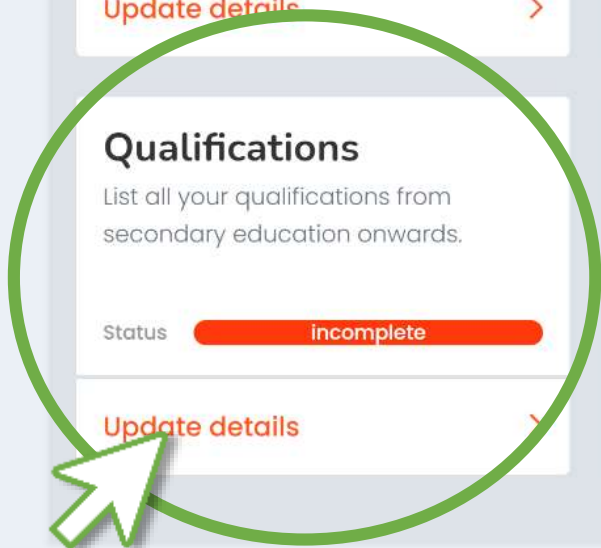 Update details
Qualifications
List all your qualifications from
secondary education onwards.
Status incomplete
Update details